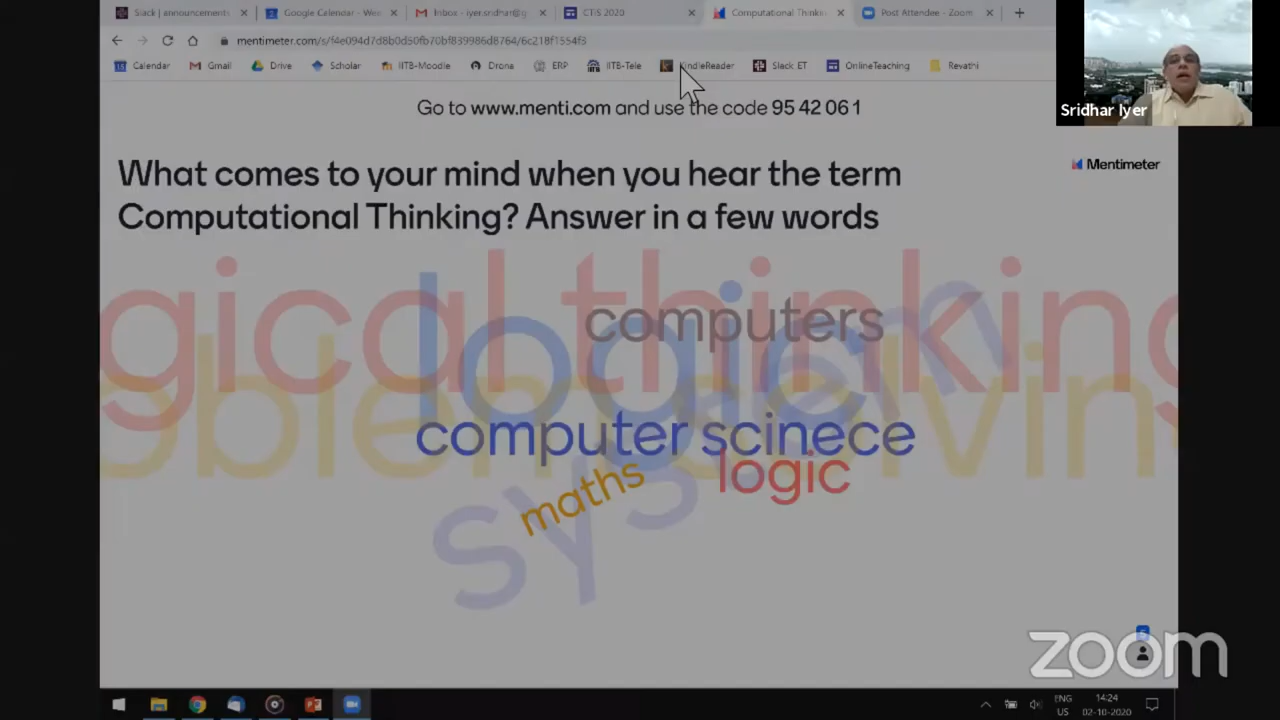 Slack | announcements
Google Calendar - Wee
Inbox - iyer.sridhar@g
CTiS 2020
Computational Thinkin
Post Attendee - Zoom
mentimeter.com/s/f4e094d7d8b0d50fb70bf839986d8764/6c218f1554f3
Calendar
Gmail
Drive
Scholar
IITB-Moodle
Drona
ERP
IITB-Tele
KindleReader
Slack ET
OnlineTeaching
Revathi
Sridhar Iyer
Go to www.menti.com and use the code 95 42 06 1
Mentimeter
What comes to your mind when you hear the term
Computational Thinking? Answer in a few words
gical thinking
computers
logic
computer scinece
logic
maths
system
zoom
ENG
US
14:24
02-10-2020